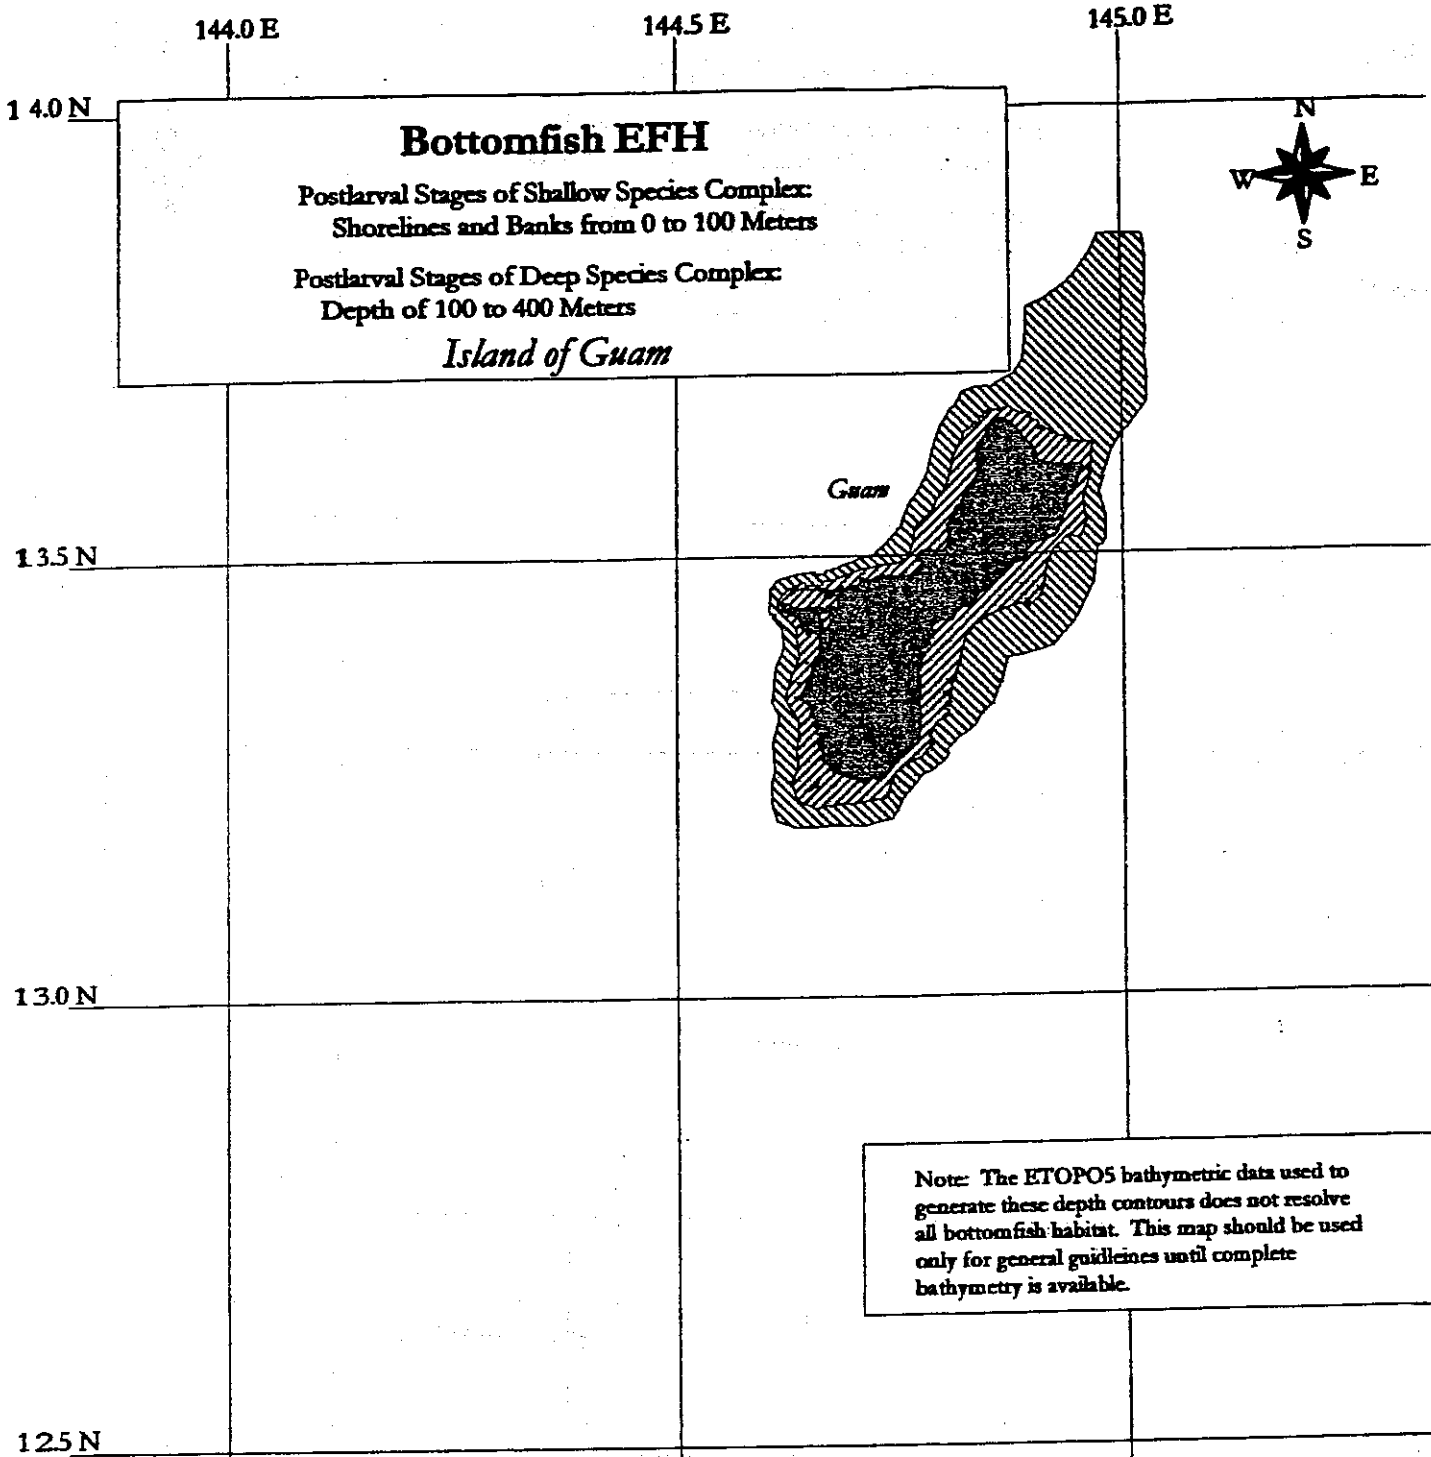 144.0 E
144.5 E
145.0 E
14.0 N
Bottomfish EFH
Postlarval Stages of Shallow Species Complex:
Shorelines and Banks from 0 to 100 Meters
Postlarval Stages of Deep Species Complex:
Depth of 100 to 400 Meters
Island of Guam
N
W
E
S
Guam
13.5 N
13.0 N
Note: The ETOPO5 bathymetric data used to
generate these depth contours does not resolve
all bottomfish habitat. This map should be used
only for general guidleines until complete
bathymetry is available.
12.5 N